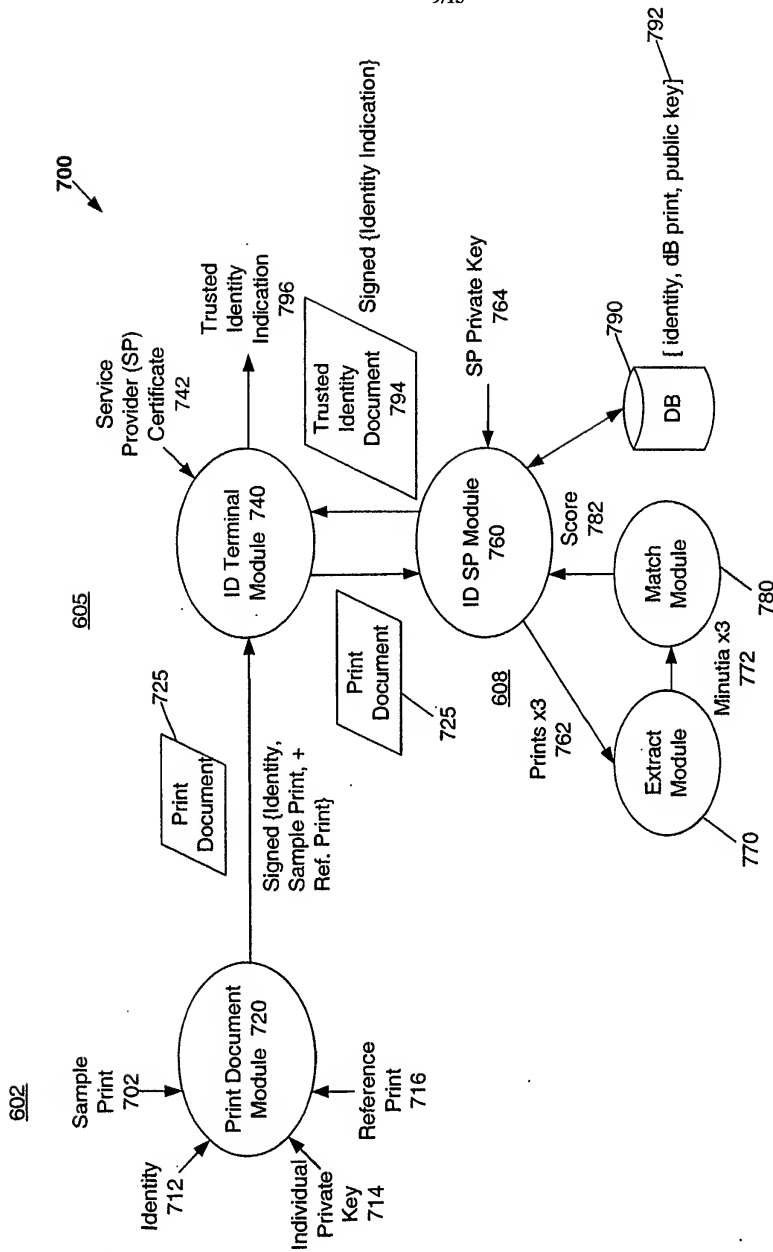 9/13
700
602
605
608
Sample
Print
702
Identity
712
Individual
Private
Key
714
Reference
Print
716
Print Document
Module 720
Print
Document
725
Signed {Identity,
Sample Print, +
Ref. Print}
Service
Provider (SP)
Certificate
742
ID Terminal
Module 740
Trusted
Identity
Indication
796
Print
Document
725
Trusted
Identity
Document
794
Signed {Identity Indication}
ID SP Module
760
SP Private Key
764
Prints x3
762
Extract
Module
770
Minutia x3
772
Match
Module
780
Score
782
DB
790
[ identity, dB print, public key]
792